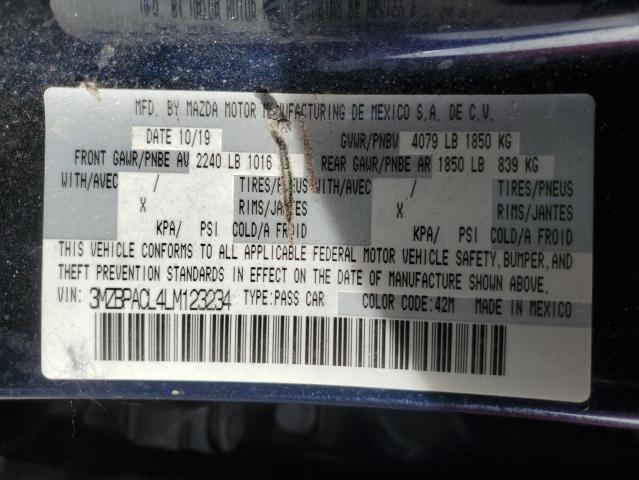 MFD. BY MAZDA MOTOR MANUFACTURING DE MEXICO S.A. DE C.V.
DATE 10/19 GVWR/PNBV 4079 LB 1850 KG
FRONT GAWR/PNBE AV 2240 LB 1016 REAR GAWR/PNBE AR 1850 LB 839 KG
WITH/AVEC / TIRES/PNEUS WITH/AVEC / TIRES/PNEUS
X RIMS/JANTES X RIMS/JANTES
KPA/ PSI COLD/A FROID KPA/ PSI COLD/A FROID
THIS VEHICLE CONFORMS TO ALL APPLICABLE FEDERAL MOTOR VEHICLE SAFETY, BUMPER, AND
THEFT PREVENTION STANDARDS IN EFFECT ON THE DATE OF MANUFACTURE SHOWN ABOVE.
VIN: 3MZBPACL4LM123234 TYPE:PASS CAR COLOR CODE:42M MADE IN MEXICO